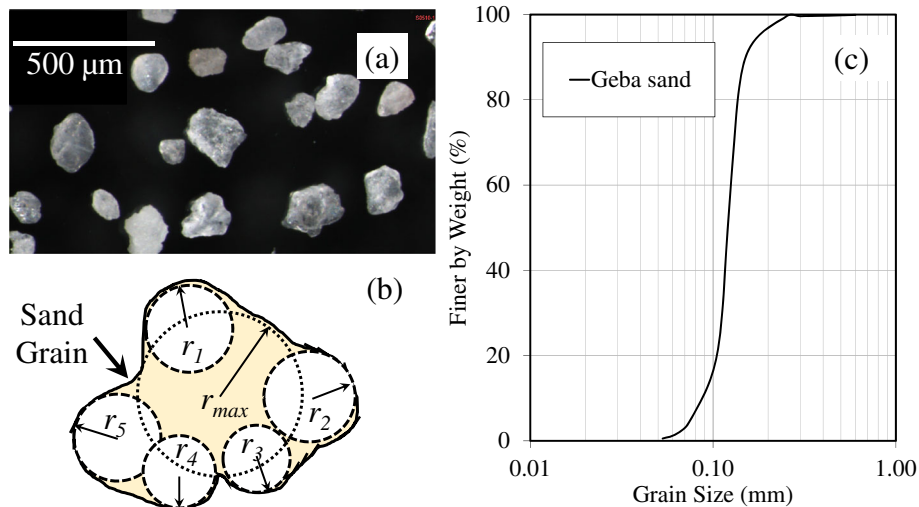 500 µm
(a)
(b)
Sand
Grain
r1
rmax
r2
r5
r4
r3
(c)
Geba sand
Finer by Weight (%)
100
80
60
40
20
0
0.01
0.10
1.00
Grain Size (mm)